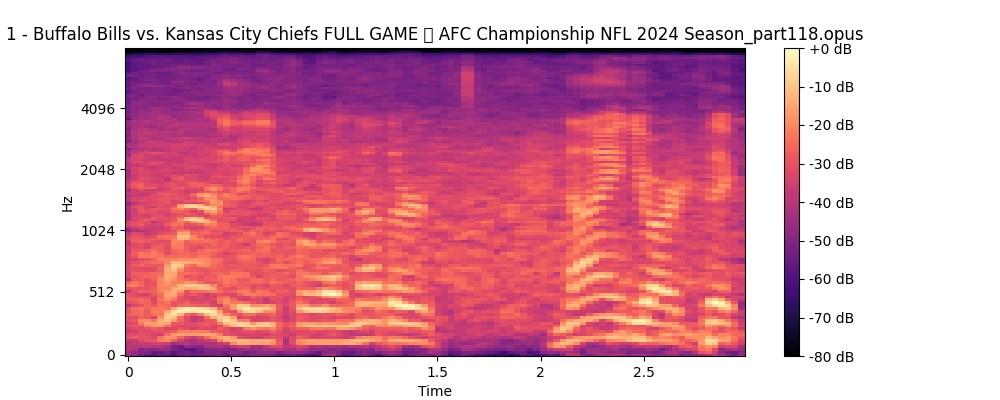 1 - Buffalo Bills vs. Kansas City Chiefs FULL GAME ▯ AFC Championship NFL 2024 Season_part118.opus
+0 dB
4096
-10 dB
-20 dB
2048
-30 dB
Hz
1024
-40 dB
-50 dB
512
-60 dB
-70 dB
0
-80 dB
0
0.5
1
1.5
2
2.5
Time